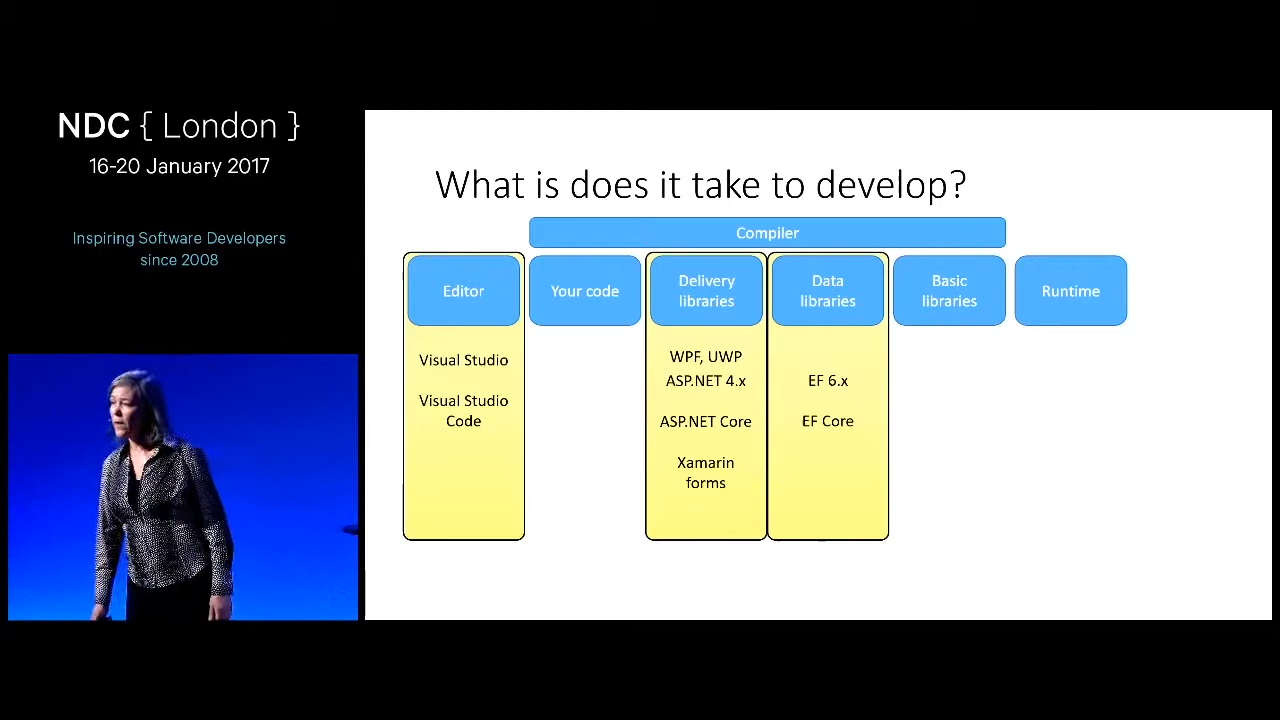 NDC { London }
16-20 January 2017
Inspiring Software Developers
since 2008
What is does it take to develop?
Compiler
Editor
Your code
Delivery
libraries
Data
libraries
Basic
libraries
Runtime
Visual Studio
Visual Studio
Code
WPF, UWP
ASP.NET 4.x
ASP.NET Core
Xamarin
forms
EF 6.x
EF Core